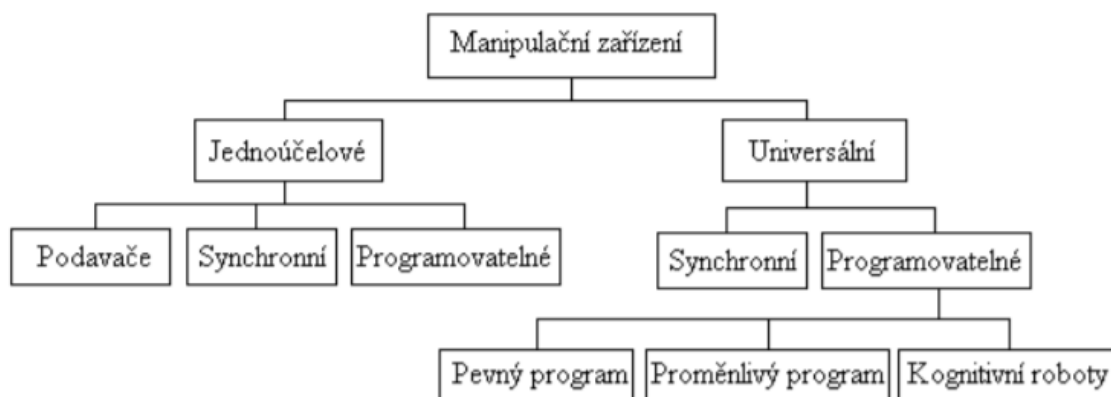 Manipulační zařízení
Jednoúčelové
Universální
Podavače
Synchronní
Programovatelné
Synchronní
Programovatelné
Pevný program
Proměnlivý program
Kognitivní roboty